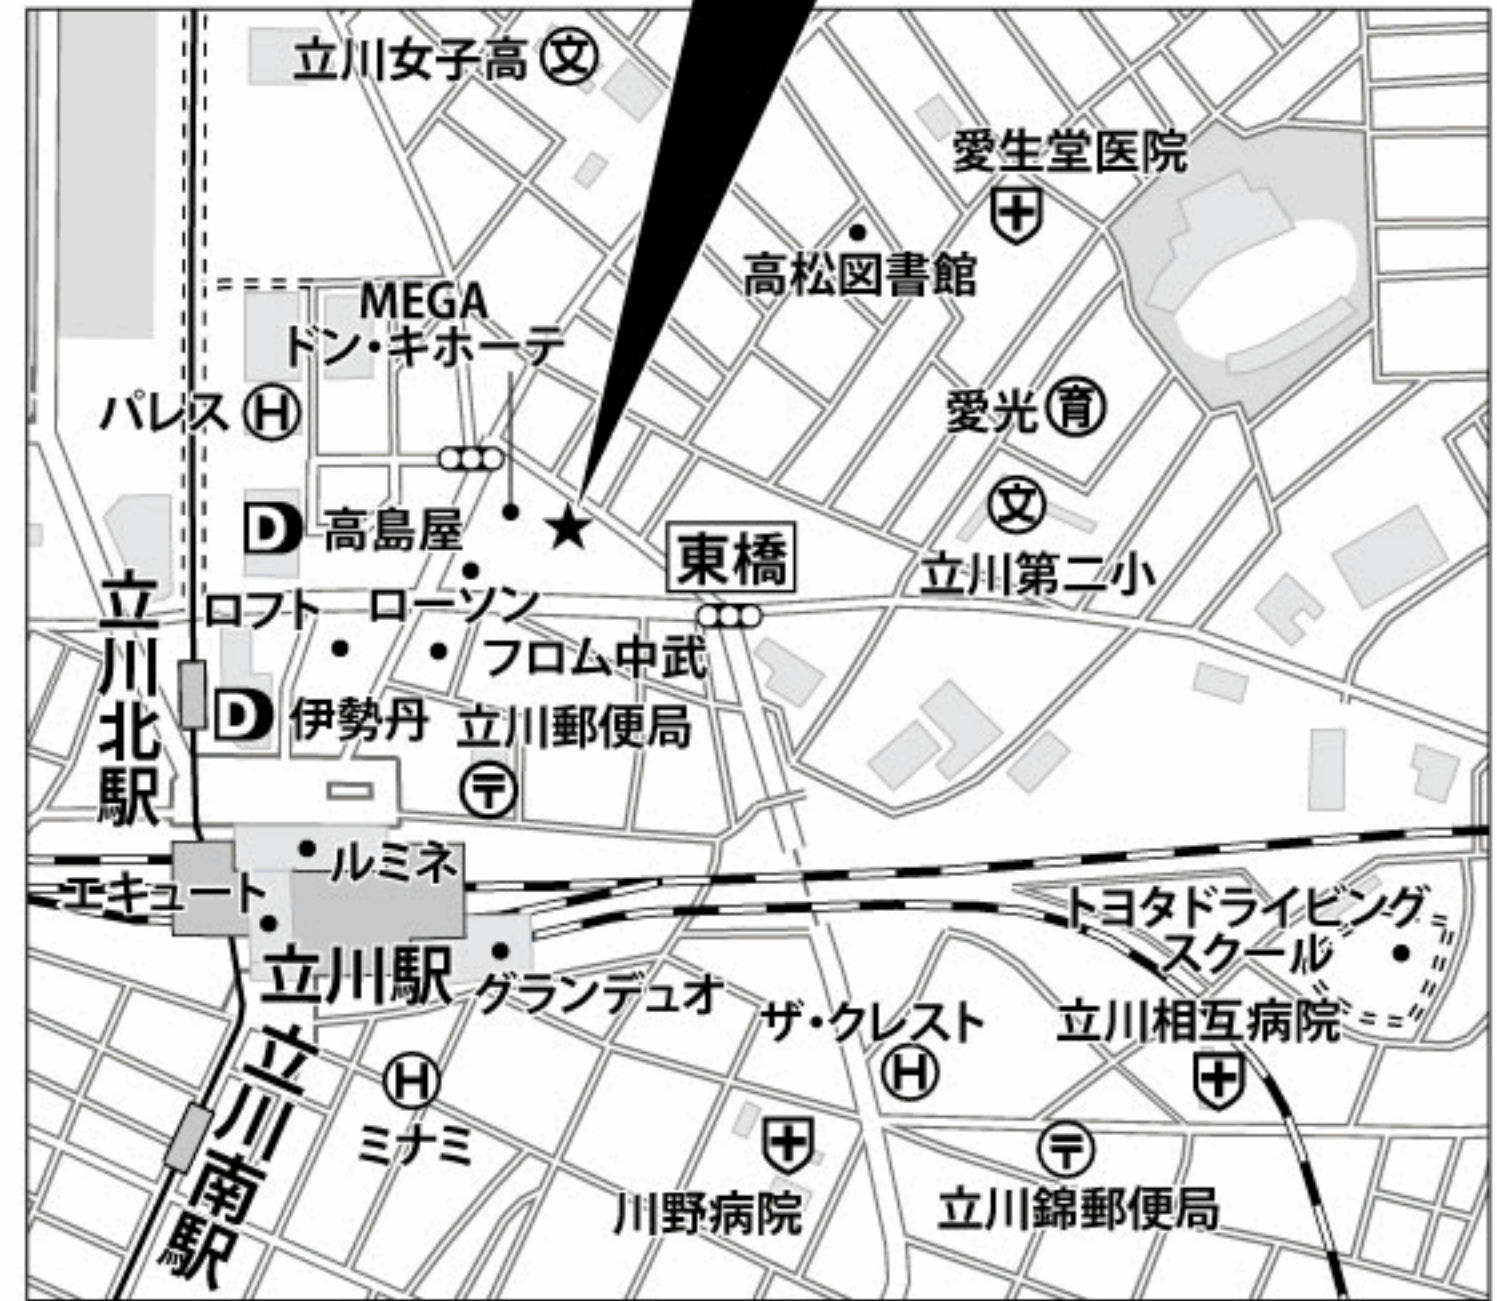 立川女子高 文
愛生堂医院
高松図書館
MEGA
ドン・キホーテ
パレス H
愛光 育
文
D 高島屋
東橋
立川第二小
ロフト
ローソン
フロム中武
立川北駅
D 伊勢丹
立川郵便局
〒
ルミネ
エキュート
トヨタドライビング
スクール
立川駅
グランデュオ
ザ・クレスト
H
立川相互病院
立川南駅
H
ミナミ
川野病院
〒
立川錦郵便局